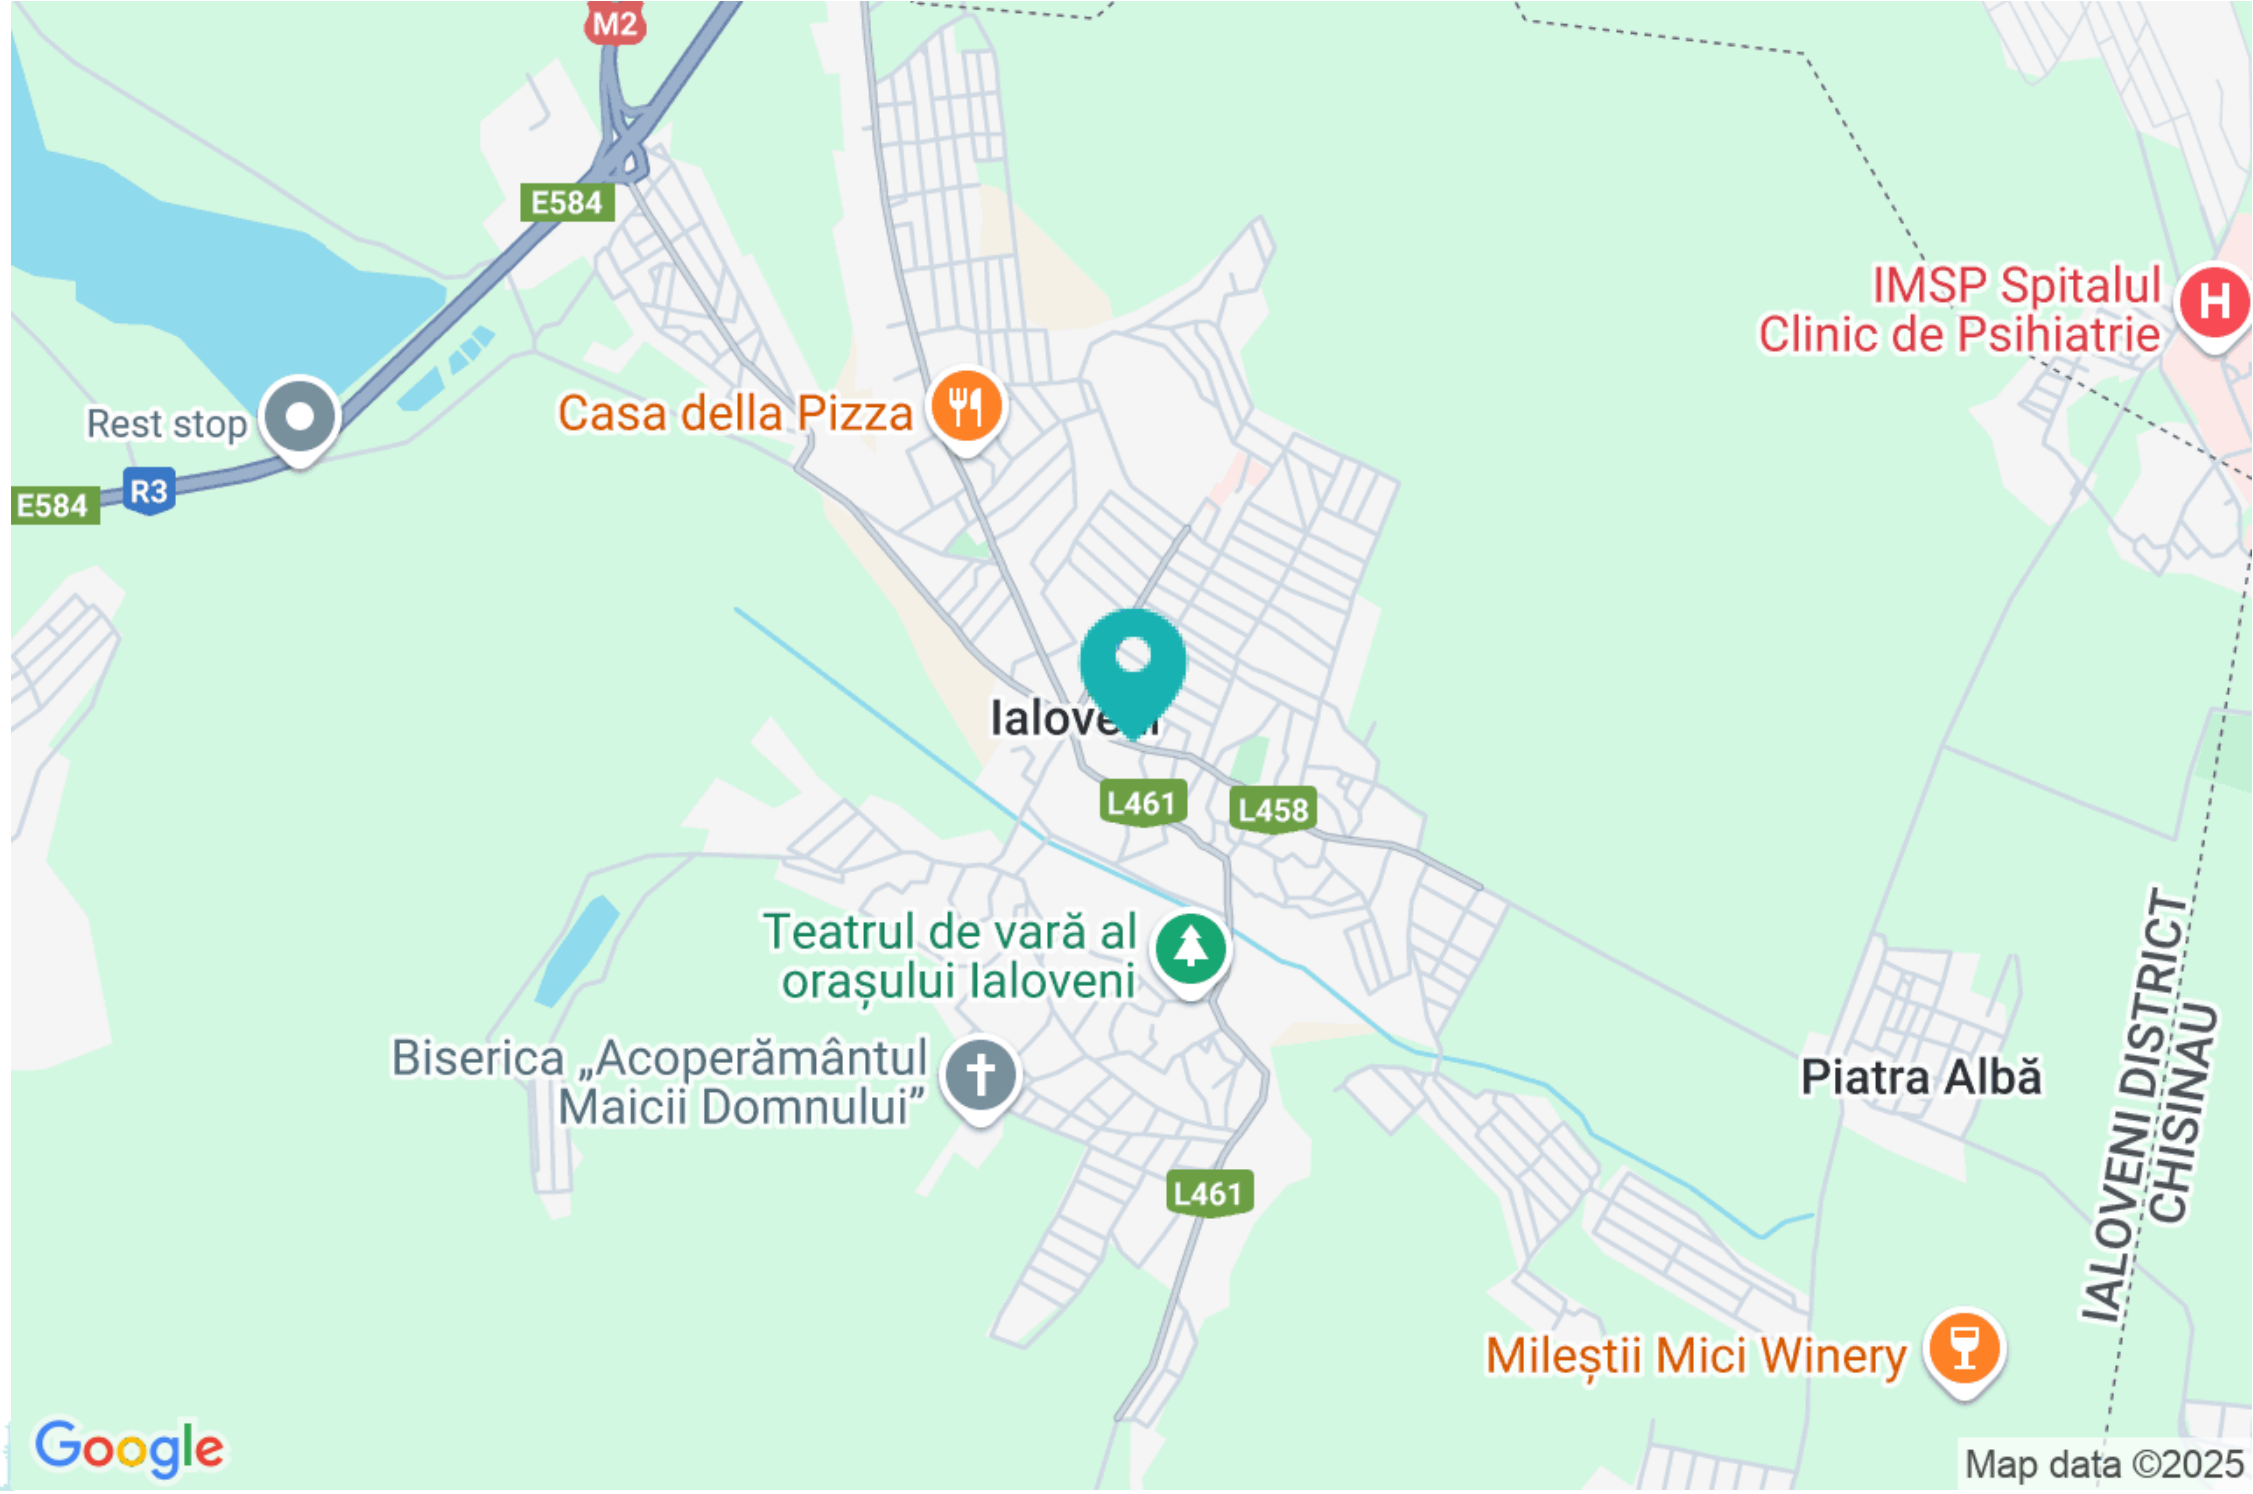 M2
E584
IMSP Spitalul
Clinic de Psihiatrie
H
Casa della Pizza
Rest stop
R3
E584
L461
L458
Teatrul de vară al
orașului Ialoveni
Biserica „Acoperământul
Maicii Domnului”
Piatra Albă
IALOVENI DISTRICT
CHISINAU
L461
Mileștii Mici Winery
Google
Map data ©2025